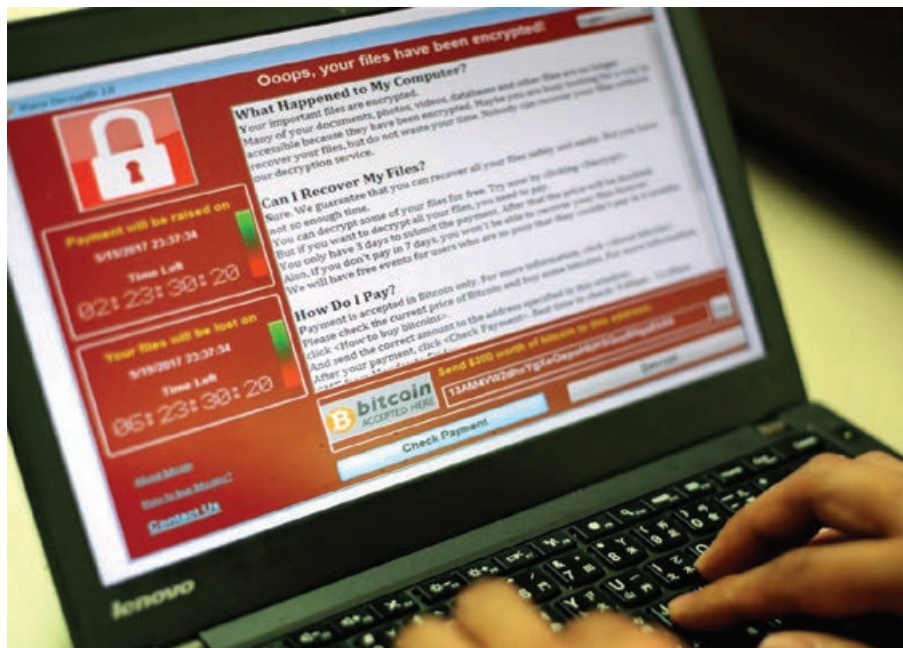 Wana Decrypt0r 2.0
Ooops, your files have been encrypted!
English
What Happened to My Computer?
Your important files are encrypted.
Many of your documents, photos, videos, databases and other files are no longer
accessible because they have been encrypted. Maybe you are busy looking for a way to
recover your files, but do not waste your time. Nobody can recover your files without
our decryption service.
Can I Recover My Files?
Sure. We guarantee that you can recover all your files safely and easily. But you have
not so enough time.
You can decrypt some of your files for free. Try now by clicking <Decrypt>.
But if you want to decrypt all your files, you need to pay.
You only have 3 days to submit the payment. After that the price will be doubled.
Also, if you don't pay in 7 days, you won't be able to recover your files forever.
We will have free events for users who are so poor that they couldn't pay in 6 months.
How Do I Pay?
Payment is accepted in Bitcoin only. For more information, click <About bitcoin>.
Please check the current price of Bitcoin and buy some bitcoins. For more information,
click <How to buy bitcoins>.
And send the correct amount to the address specified in this window.
After your payment, click <Check Payment>. Best time to check:
Payment will be raised on
5/15/2017 23:37:34
Time Left
02:23:30:20
Your files will be lost on
5/19/2017 23:37:34
Time Left
06:23:30:20
About bitcoin
How to buy bitcoins?
Contact Us
bitcoin
ACCEPTED HERE
Send $300 worth of bitcoin to this address:
Check Payment
Decrypt
lenovo